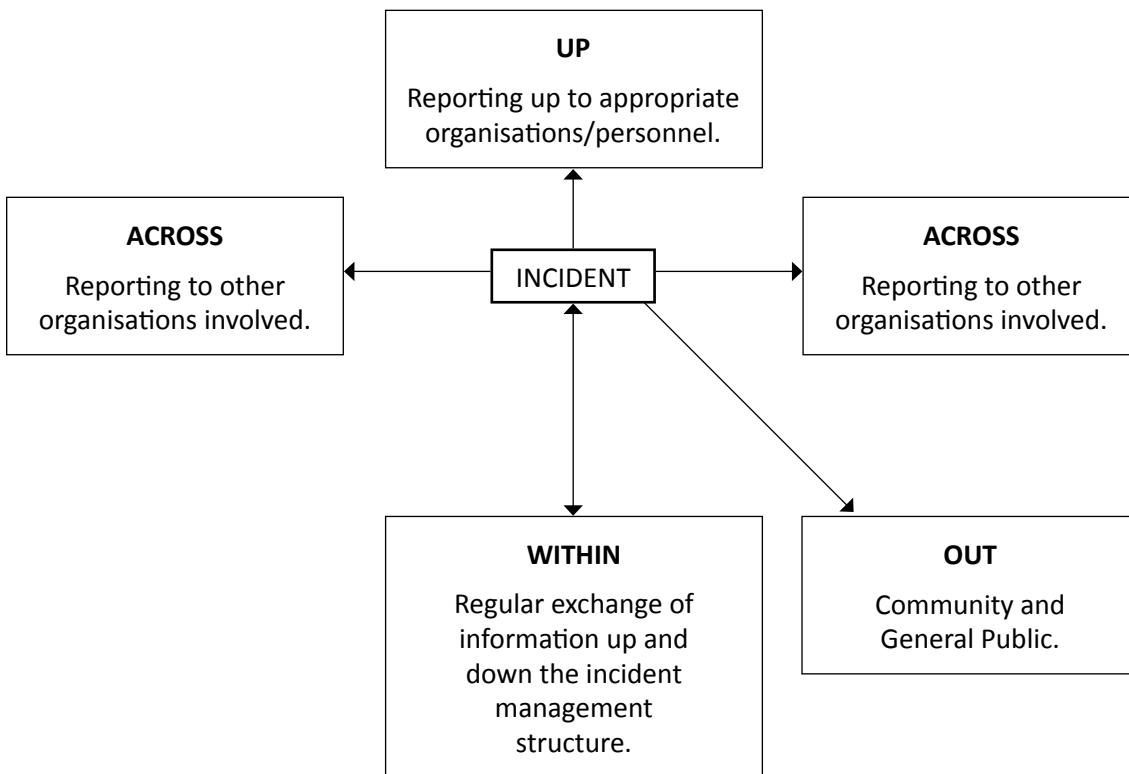 UP
Reporting up to appropriate
organisations/personnel.
ACROSS
Reporting to other
organisations involved.
INCIDENT
ACROSS
Reporting to other
organisations involved.
WITHIN
Regular exchange of
information up and
down the incident
management
structure.
OUT
Community and
General Public.